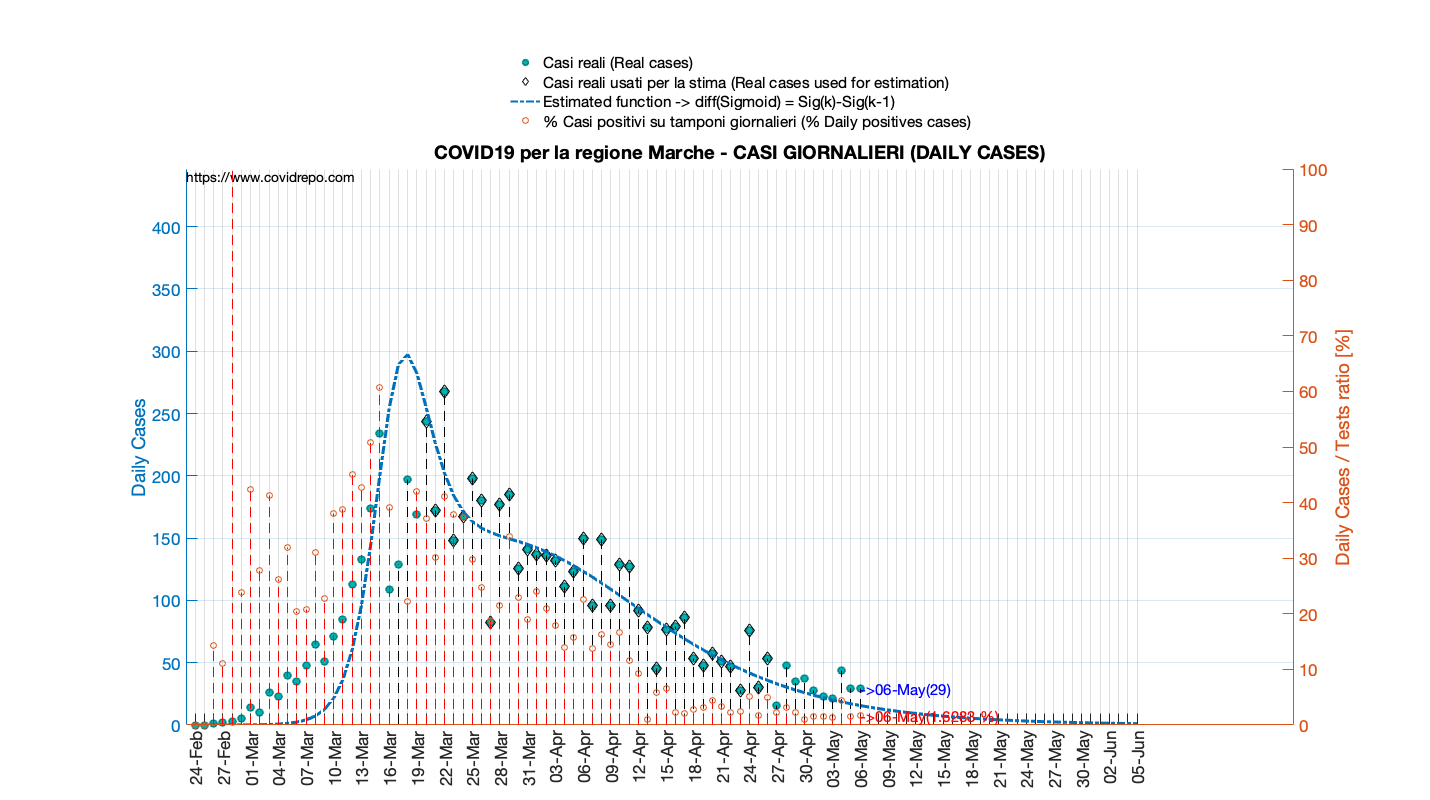 Casi reali (Real cases)
Casi reali usati per la stima (Real cases used for estimation)
Estimated function -> diff(Sigmoid) = Sig(k)-Sig(k-1)
% Casi positivi su tamponi giornalieri (% Daily positives cases)
COVID19 per la regione Marche - CASI GIORNALIERI (DAILY CASES)
https://www.covidrepo.com
Daily Cases
400
350
300
250
200
150
100
50
0
100
90
80
70
60
50
40
30
20
10
0
Daily Cases / Tests ratio [%]
->06-May(29)
->06-May(1.6283 %)
24-Feb
27-Feb
01-Mar
04-Mar
07-Mar
10-Mar
13-Mar
16-Mar
19-Mar
22-Mar
25-Mar
28-Mar
31-Mar
03-Apr
06-Apr
09-Apr
12-Apr
15-Apr
18-Apr
21-Apr
24-Apr
27-Apr
30-Apr
03-May
06-May
09-May
12-May
15-May
18-May
21-May
24-May
27-May
30-May
02-Jun
05-Jun